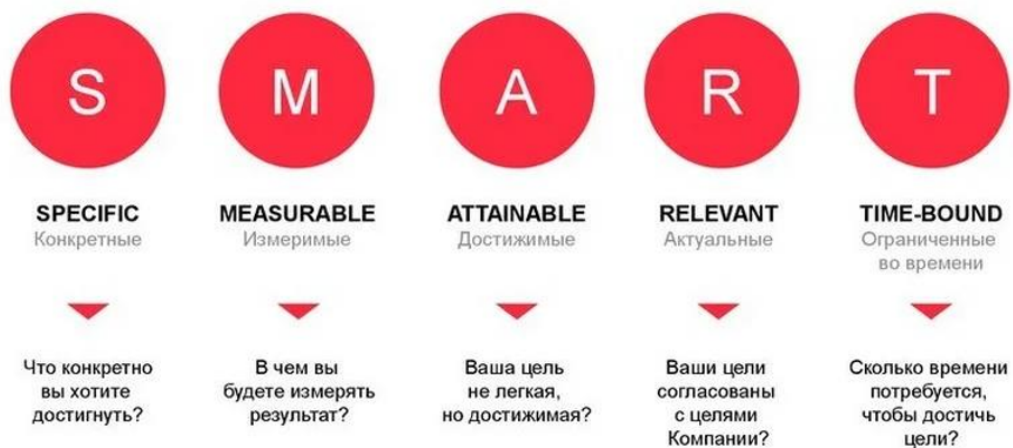 S
M
A
R
T
SPECIFIC
Конкретные
MEASURABLE
Измеримые
ATTAINABLE
Достижимые
RELEVANT
Актуальные
TIME-BOUND
Ограниченные
во времени
Что конкретно
вы хотите
достигнуть?
В чем вы
будете измерять
результат?
Ваша цель
не легкая,
но достижимая?
Ваши цели
согласованы
с целями
Компании?
Сколько времени
потребуется,
чтобы достичь
цели?